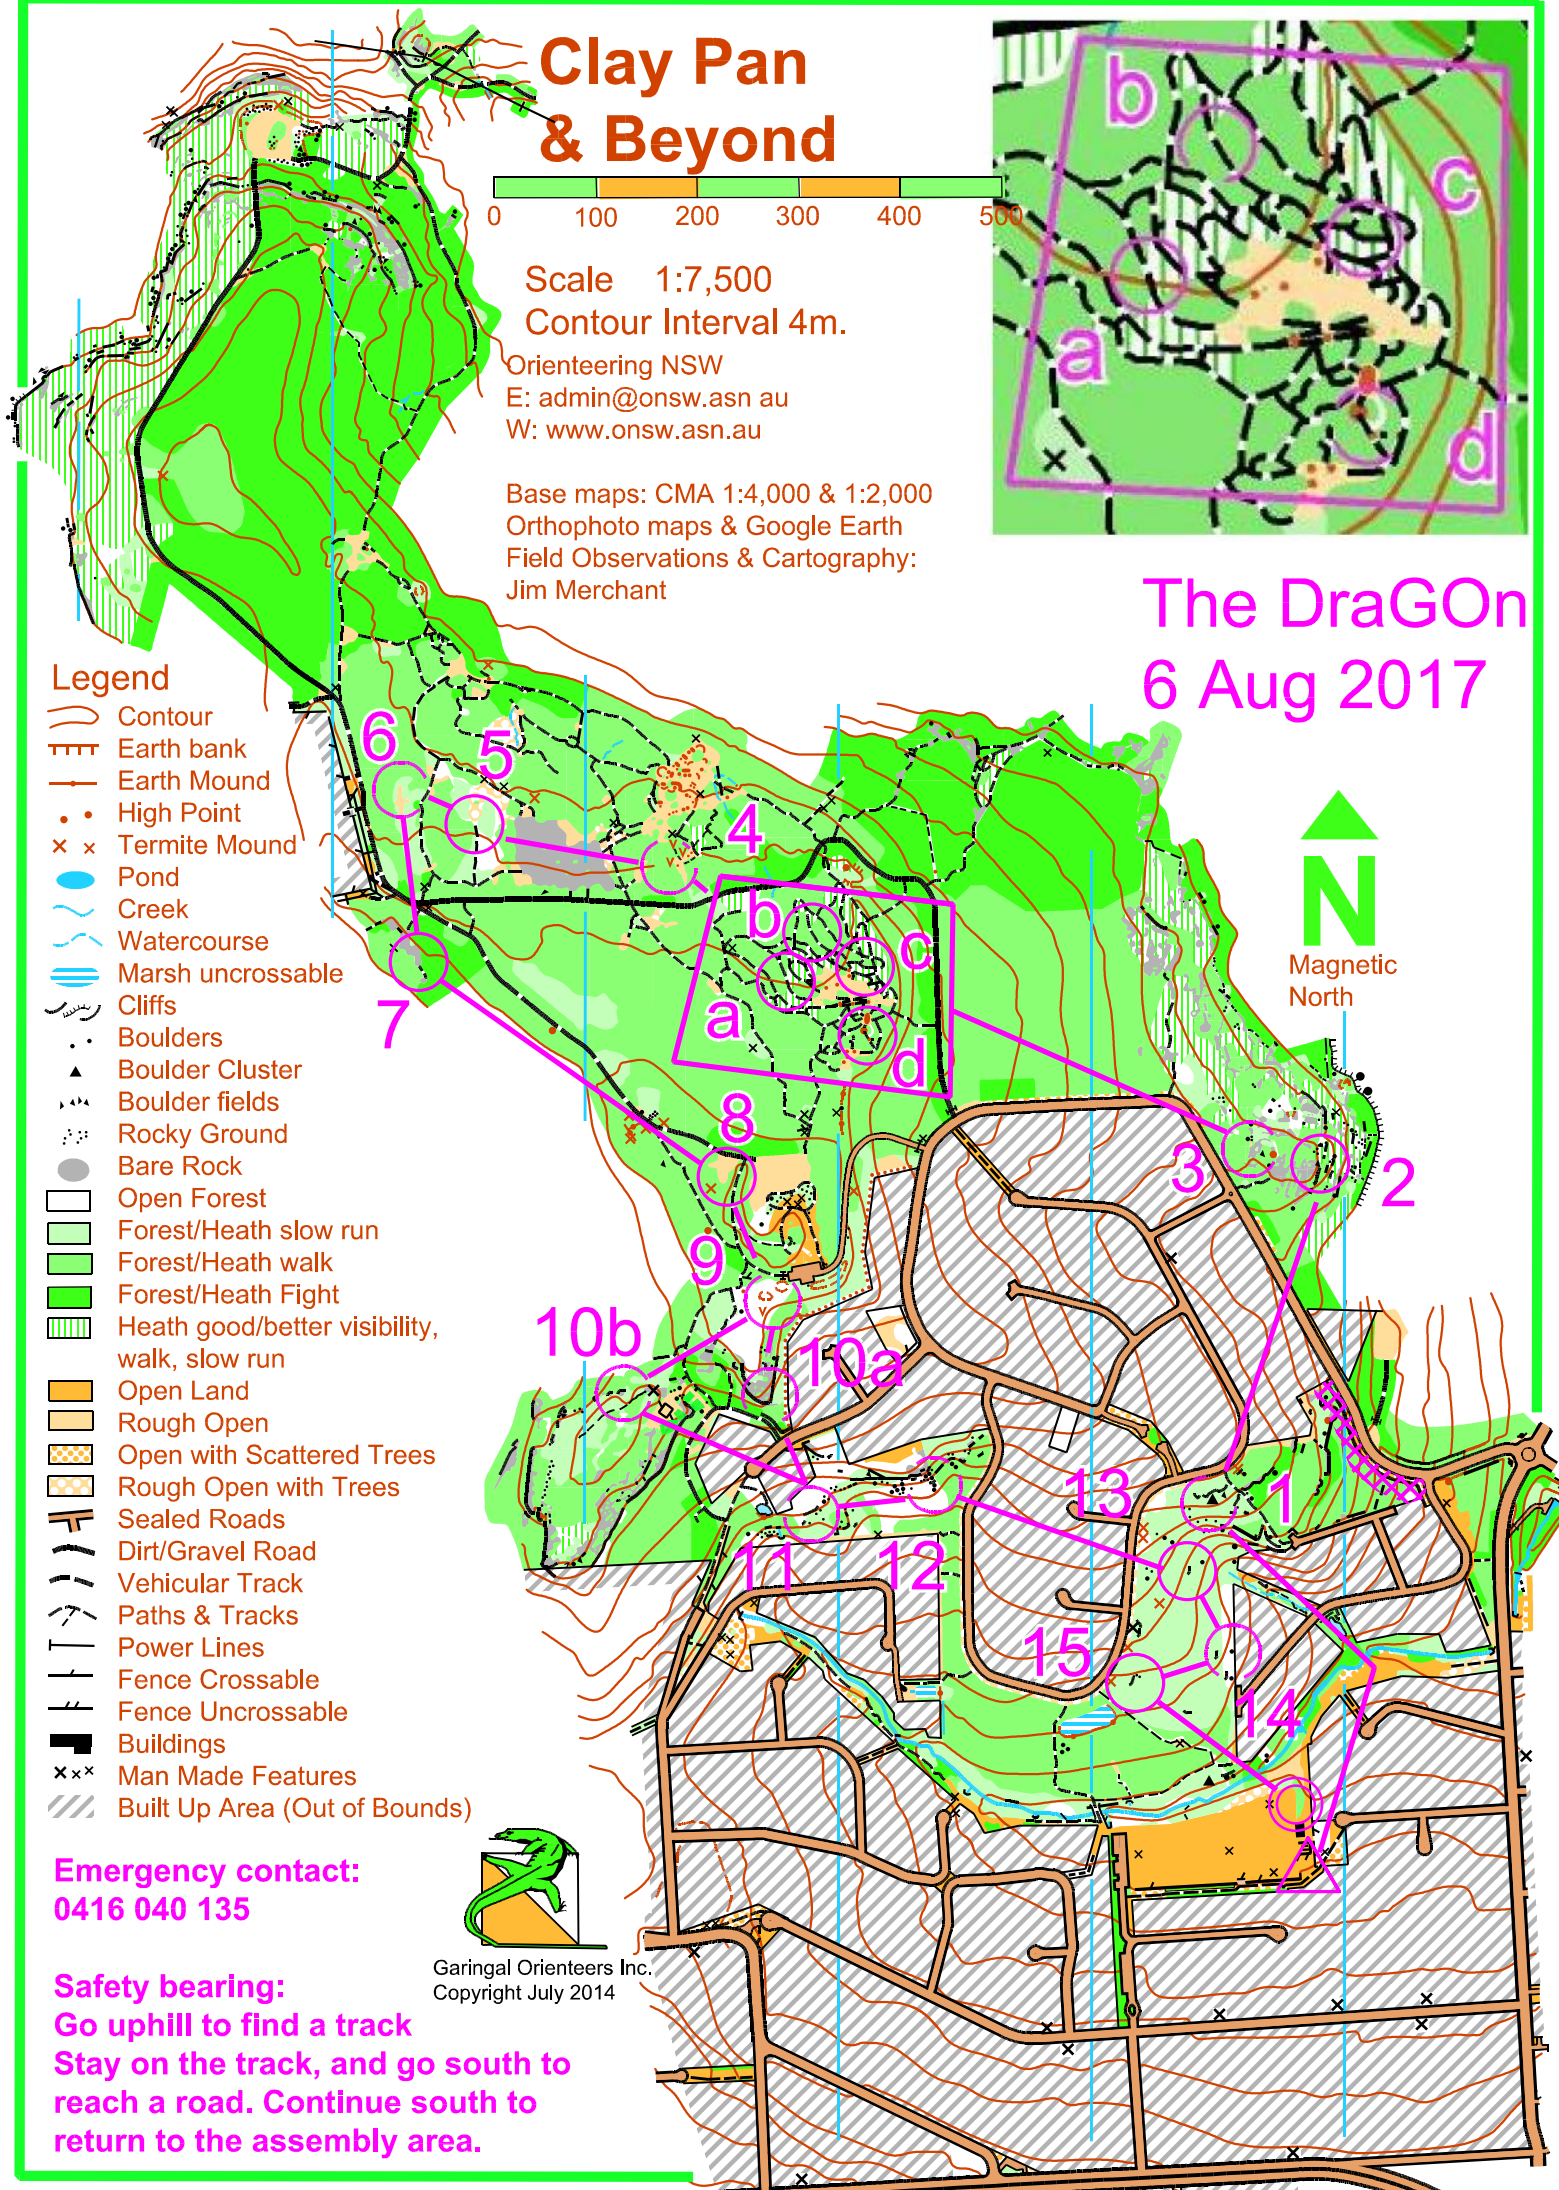 Clay Pan
& Beyond
0 100 200 300 400 500
Scale 1:7,500
Contour Interval 4m.
Orienteering NSW
E: admin@onsw.asn au
W: www.onsw.asn.au
Base maps: CMA 1:4,000 & 1:2,000
Orthophoto maps & Google Earth
Field Observations & Cartography:
Jim Merchant
b
c
a
d
The DraGOn
6 Aug 2017
N
Magnetic
North
Legend
Contour
Earth bank
Earth Mound
High Point
Termite Mound
Pond
Creek
Watercourse
Marsh uncrossable
Cliffs
Boulders
Boulder Cluster
Boulder fields
Rocky Ground
Bare Rock
Open Forest
Forest/Heath slow run
Forest/Heath walk
Forest/Heath Fight
Heath good/better visibility,
walk, slow run
Open Land
Rough Open
Open with Scattered Trees
Rough Open with Trees
Sealed Roads
Dirt/Gravel Road
Vehicular Track
Paths & Tracks
Power Lines
Fence Crossable
Fence Uncrossable
Buildings
Man Made Features
Built Up Area (Out of Bounds)
6
5
4
b
c
a
d
7
8
3
2
9
10b
10a
13
1
11
12
15
14
Emergency contact:
0416 040 135
Safety bearing:
Go uphill to find a track
Stay on the track, and go south to
reach a road. Continue south to
return to the assembly area.
Garingal Orienteers Inc.
Copyright July 2014